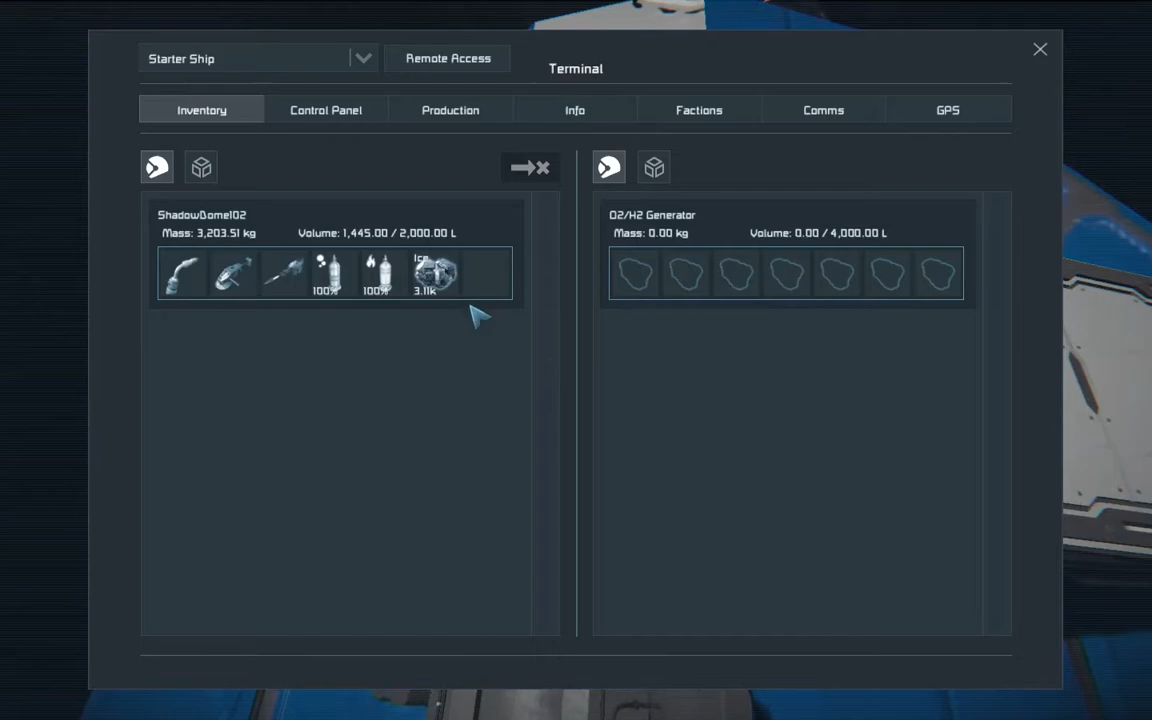 Starter Ship
Remote Access
Terminal
Inventory
Control Panel
Production
Info
Factions
Comms
GPS
ShadowDome102
Mass: 3,203.51 kg
Volume: 1,445.00 / 2,000.00 L
100%
100%
Ice
3.11k
O2/H2 Generator
Mass: 0.00 kg
Volume: 0.00 / 4,000.00 L